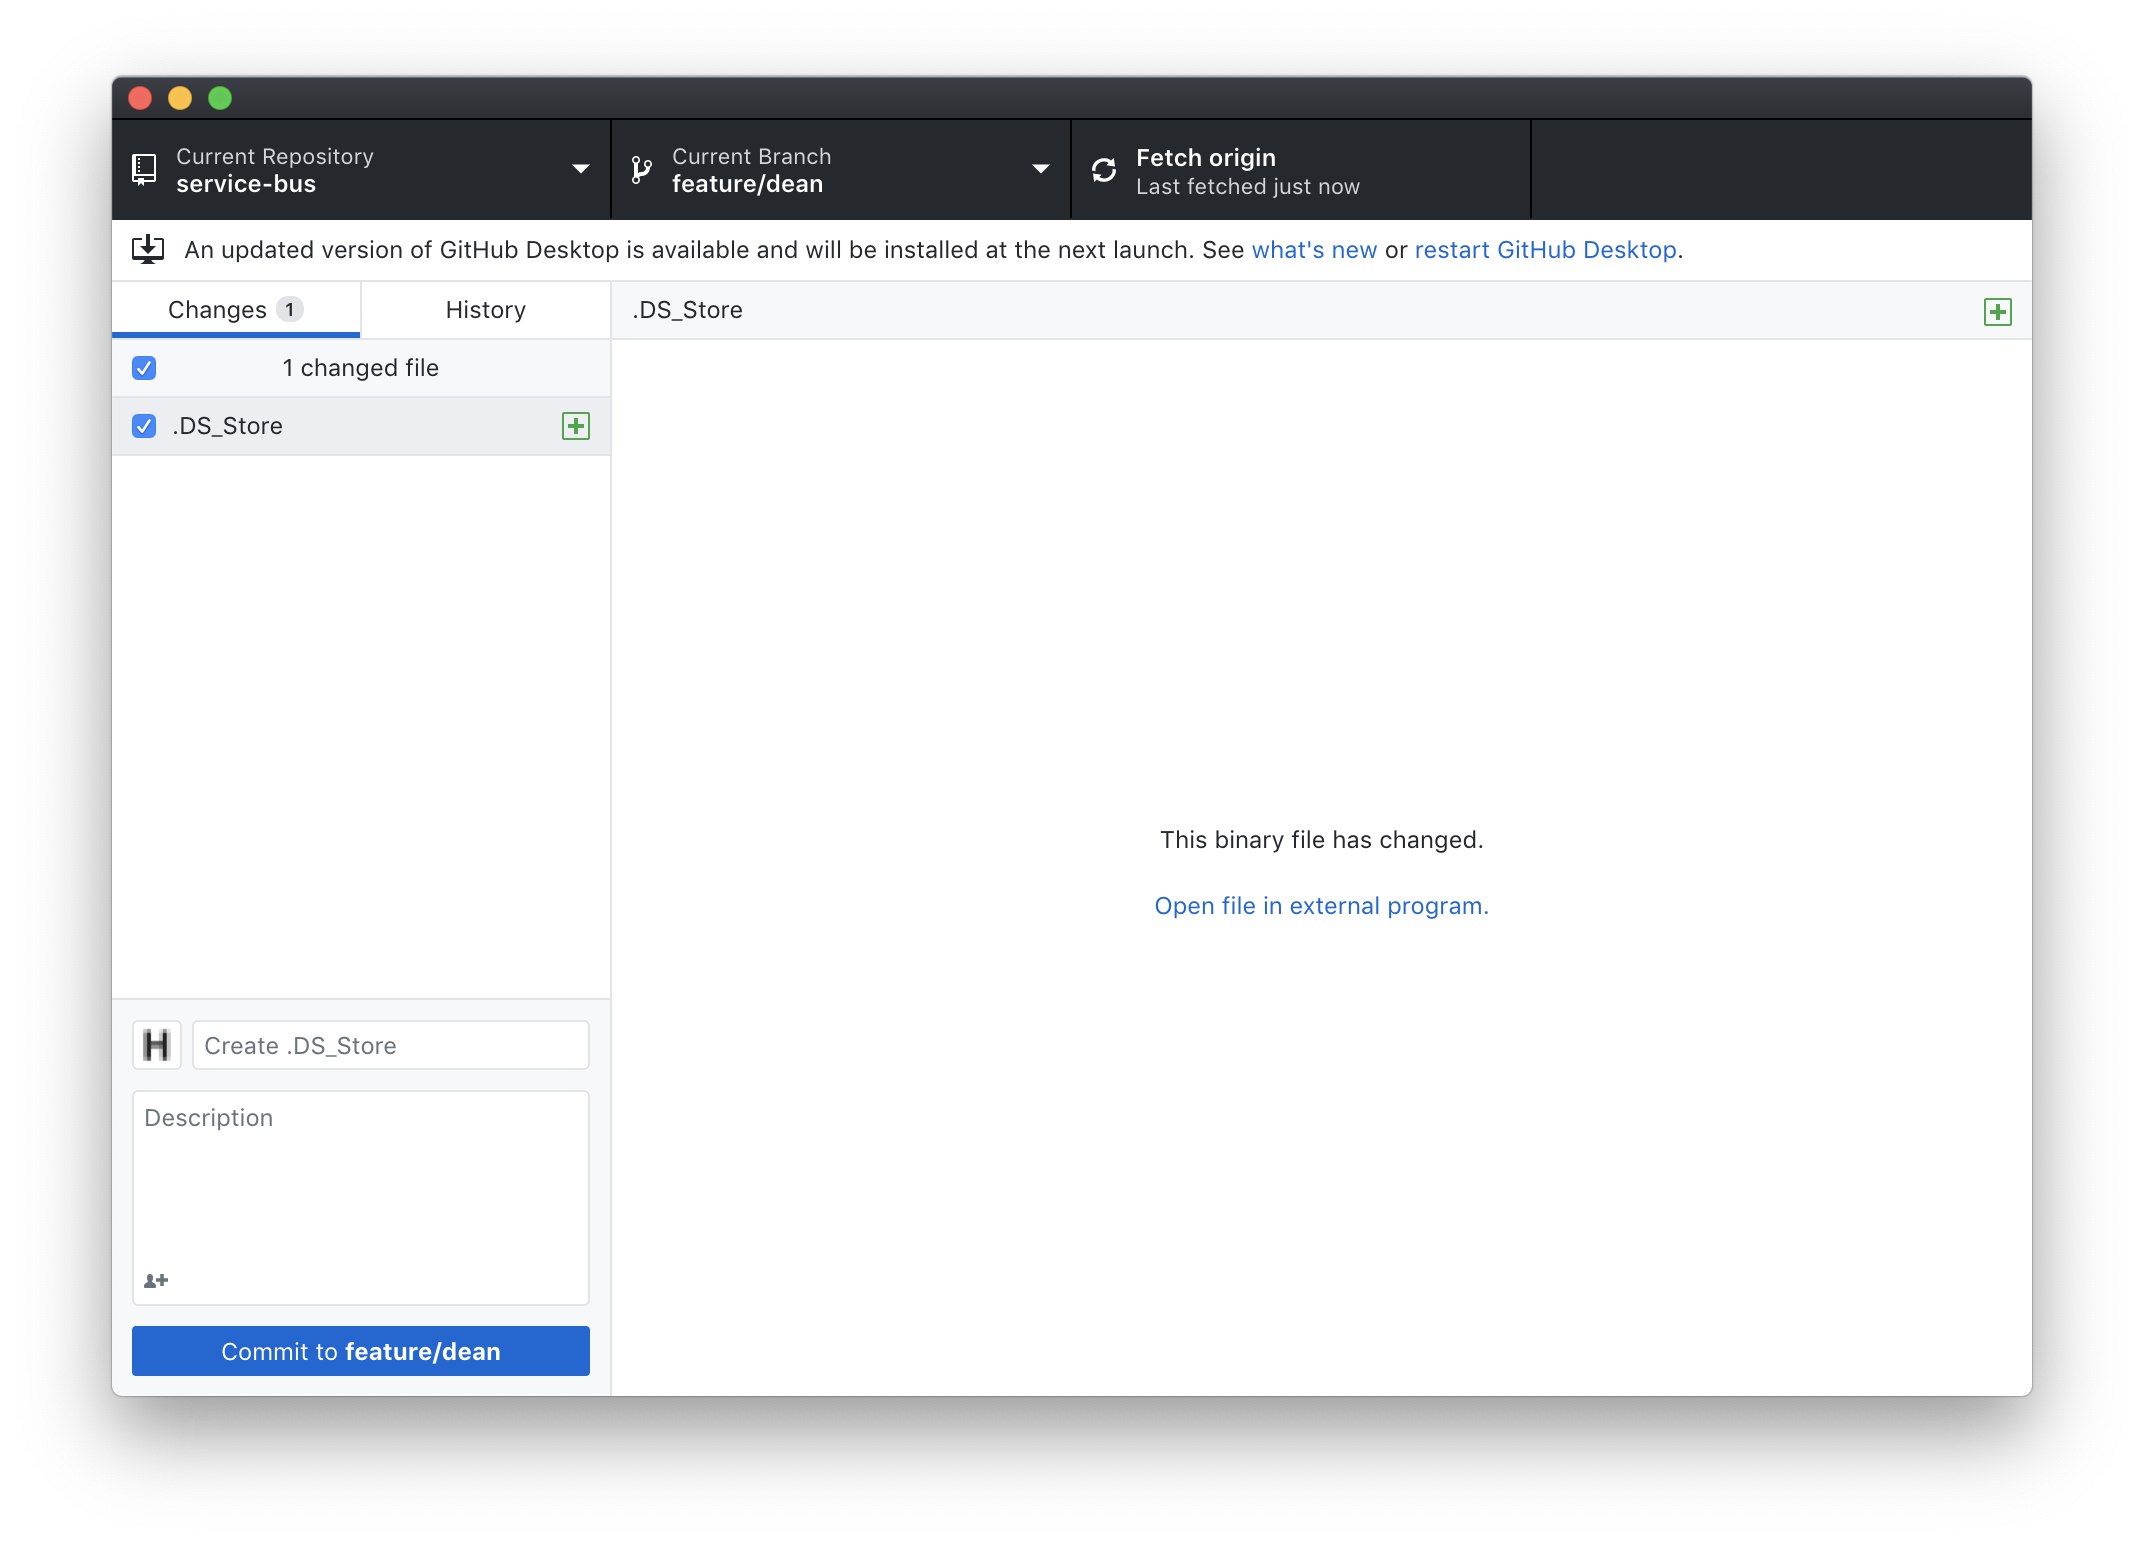 Current Repository
service-bus
Current Branch
feature/dean
Fetch origin
Last fetched just now
An updated version of GitHub Desktop is available and will be installed at the next launch. See what's new or restart GitHub Desktop.
Changes 1
History
.DS_Store
1 changed file
.DS_Store
This binary file has changed.
Open file in external program.
H
Create .DS_Store
Description
Commit to feature/dean